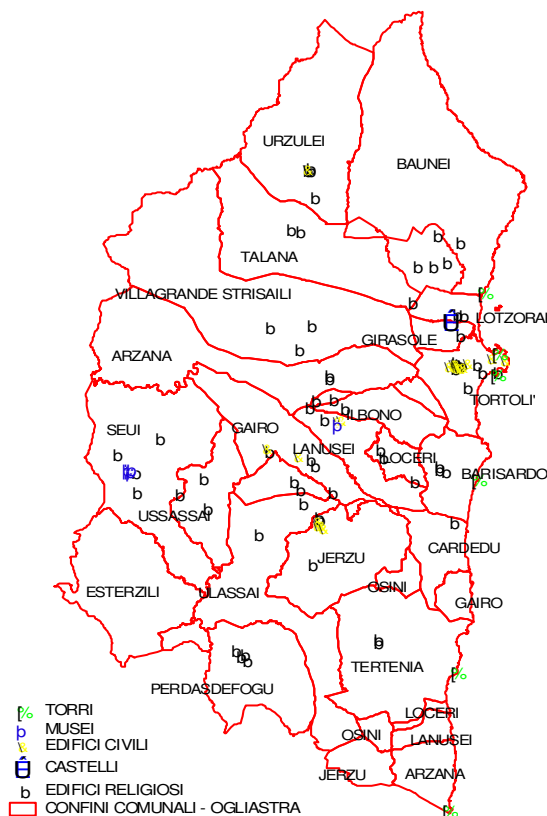 URZULEI
BAUNEI
TALANA
VILLAGRANDE STRISAILI
LOTZORAI
GIRASOLE
ARZANA
TORTOLI'
ILBONO
SEUI
GAIRO
LANUSEI
LOCERI
BARISARDO
USSASSAI
CARDEDU
JERZU
OSINI
ESTERZILI
ULASSAI
GAIRO
TERTENIA
PERDASDEFOGU
LOCERI
OSINI
LANUSEI
JERZU
ARZANA
TORRI
MUSEI
EDIFICI CIVILI
CASTELLI
EDIFICI RELIGIOSI
CONFINI COMUNALI - OGLIASTRA